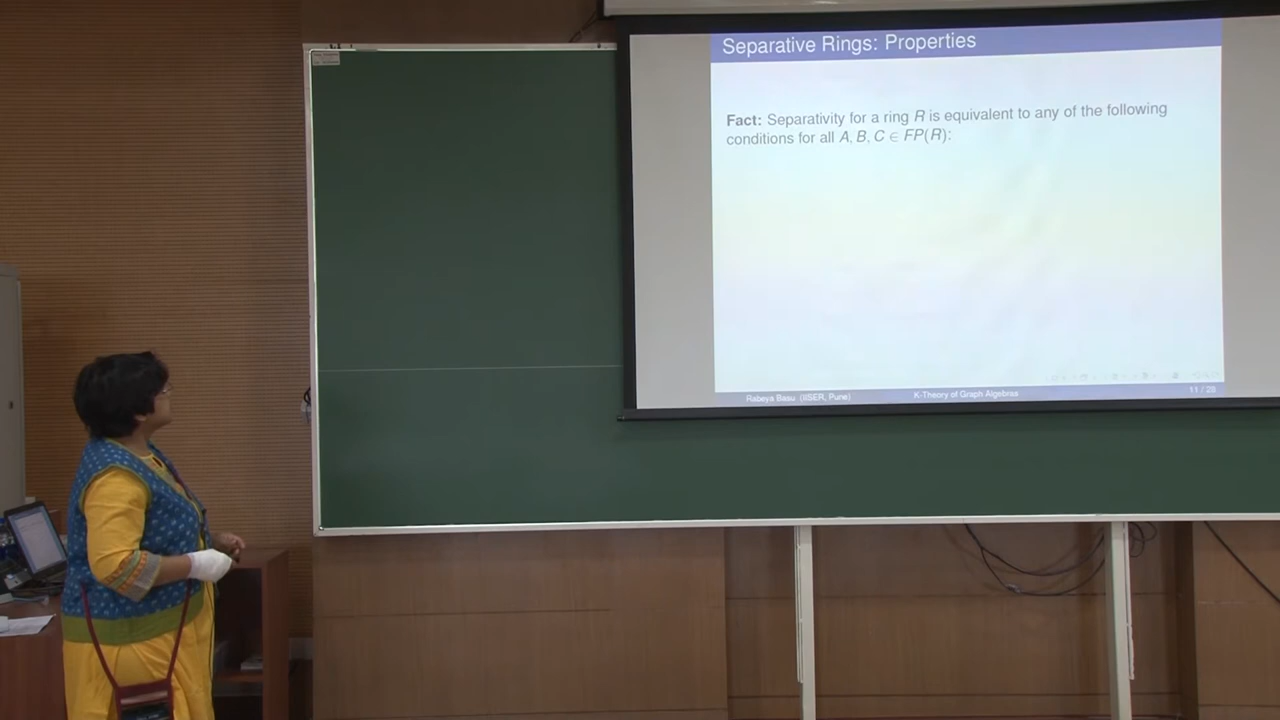 Separative Rings: Properties
Fact: Separativity for a ring R is equivalent to any of the following
conditions for all A, B, C ∈ FP(R):
Rabeya Basu (IISER, Pune)
K-Theory of Graph Algebras
11 / 29